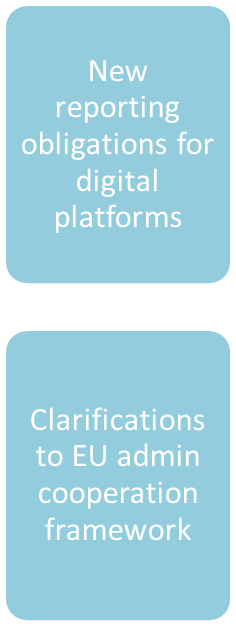 New
reporting
obligations for
digital
platforms
Clarifications
to EU admin
cooperation
framework